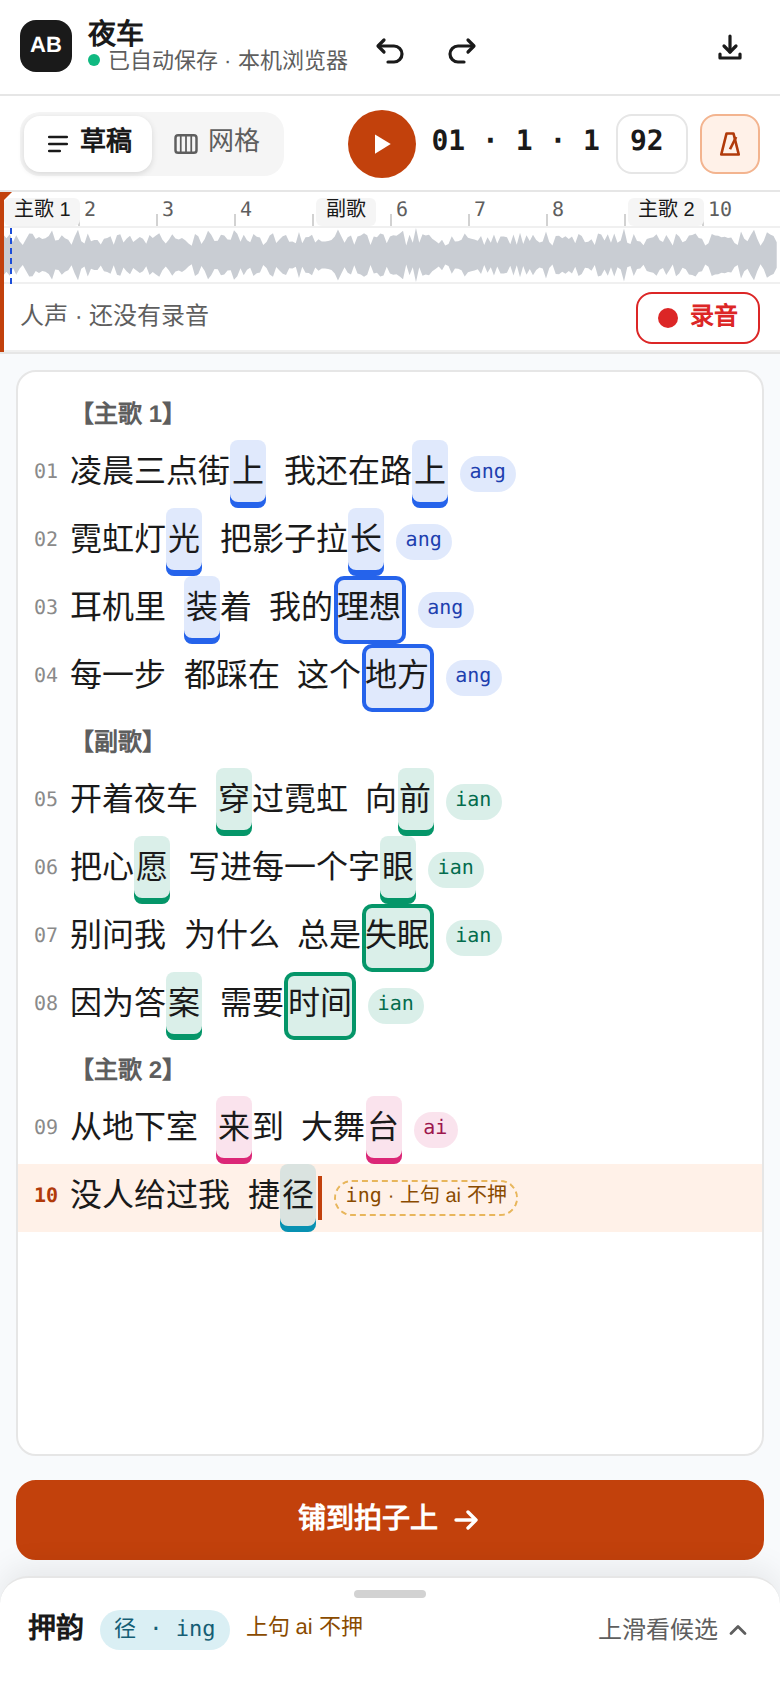 AB 夜车
已自动保存 · 本机浏览器
草稿 网格 01 · 1 · 1 92
主歌 1 2 3 4 副歌 6 7 8 主歌 2 10
人声 · 还没有录音 录音
【主歌 1】
01 凌晨三点街上 我还在路上 ang
02 霓虹灯光 把影子拉长 ang
03 耳机里 装着 我的理想 ang
04 每一步 都踩在 这个地方 ang
【副歌】
05 开着夜车 穿过霓虹 向前 ian
06 把心愿 写进每一个字眼 ian
07 别问我 为什么 总是失眠 ian
08 因为答案 需要时间 ian
【主歌 2】
09 从地下室 来到 大舞台 ai
10 没人给过我 捷径 ing · 上句 ai 不押
铺到拍子上 →
押韵 径 · ing 上句 ai 不押 上滑看候选